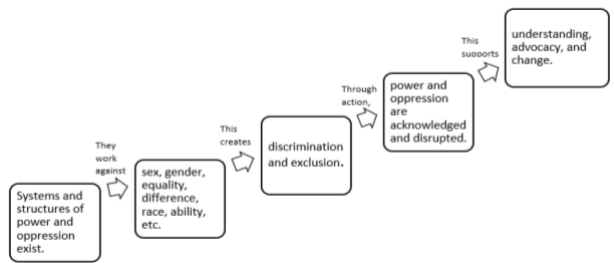 Systems and
structures of
power and
oppression
exist.
They
work
against
sex, gender,
equality,
difference,
race, ability,
etc.
This
creates
discrimination
and exclusion.
Through
action,
power and
oppression
are
acknowledged
and disrupted.
This
supports
understanding,
advocacy, and
change.